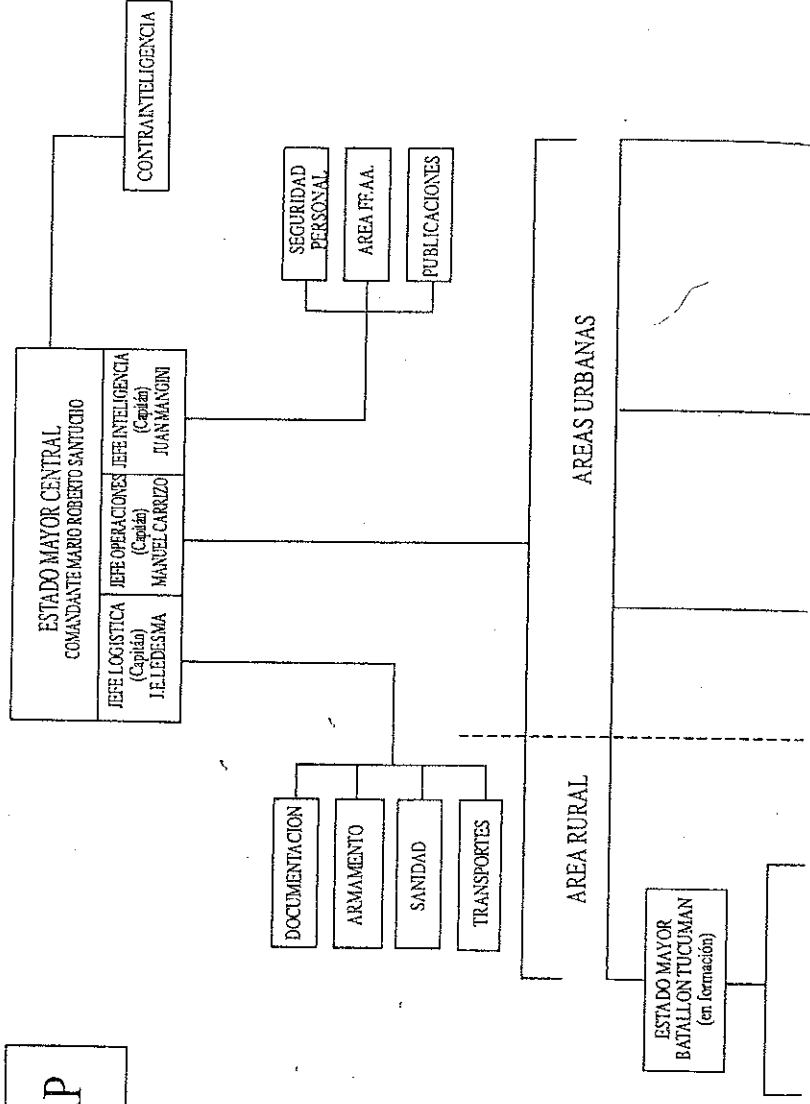 P
ESTADO MAYOR CENTRAL
COMANDANTE MARIO ROBERTO SANTUCHO
JEFE LOGISTICA
(Capitán)
J.E.LEDESMA
JEFE OPERACIONES
(Capitán)
MANUEL CARRIZO
JEFE INTELIGENCIA
(Capitán)
JUAN MANGINI
CONTRAINTELIGENCIA
DOCUMENTACION
ARMAMENTO
SANIDAD
TRANSPORTES
SEGURIDAD
PERSONAL
AREA FF.AA.
PUBLICACIONES
AREA RURAL
AREAS URBANAS
ESTADO MAYOR
BATALLON TUCUMAN
(en formación)